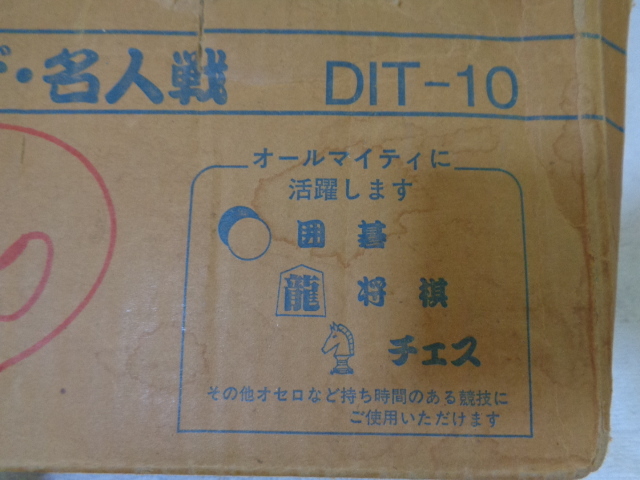 ド・名人戦 DIT-10
オールマイティに
活躍します
囲碁
龍 将棋
チェス
その他オセロなど持ち時間のある競技に
ご使用いただけます